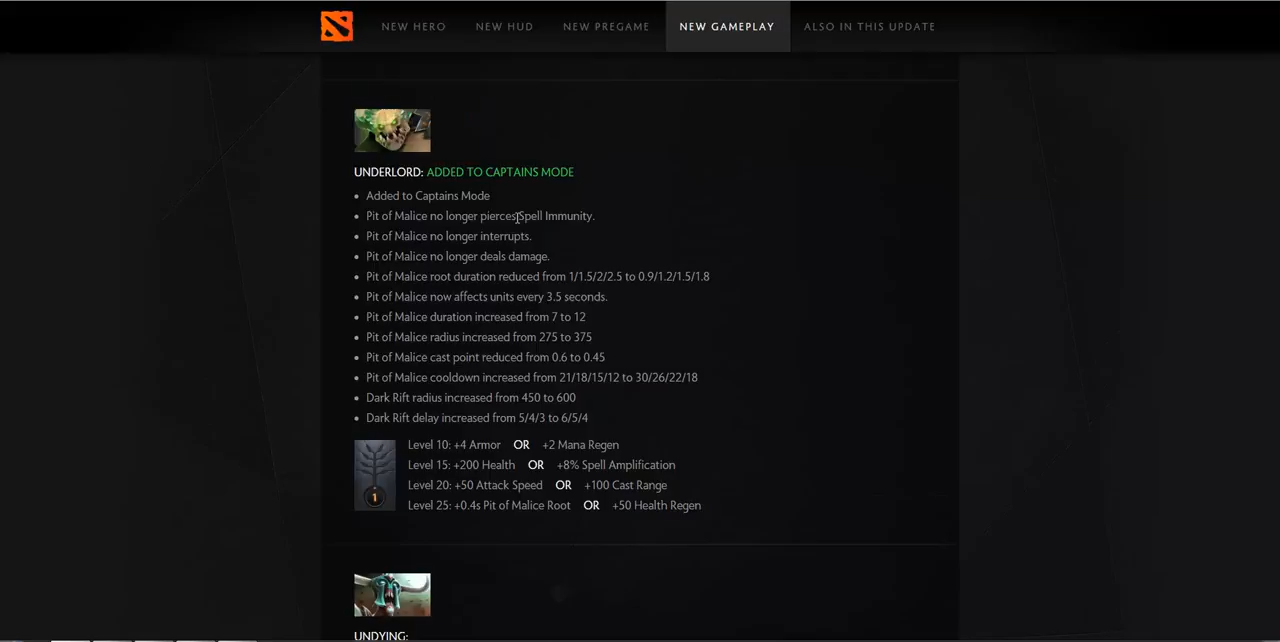 NEW HERO NEW HUD NEW PREGAME NEW GAMEPLAY ALSO IN THIS UPDATE
UNDERLORD: ADDED TO CAPTAINS MODE
• Added to Captains Mode
• Pit of Malice no longer pierces Spell Immunity.
• Pit of Malice no longer interrupts.
• Pit of Malice no longer deals damage.
• Pit of Malice root duration reduced from 1/1.5/2/2.5 to 0.9/1.2/1.5/1.8
• Pit of Malice now affects units every 3.5 seconds.
• Pit of Malice duration increased from 7 to 12
• Pit of Malice radius increased from 275 to 375
• Pit of Malice cast point reduced from 0.6 to 0.45
• Pit of Malice cooldown increased from 21/18/15/12 to 30/26/22/18
• Dark Rift radius increased from 450 to 600
• Dark Rift delay increased from 5/4/3 to 6/5/4
Level 10: +4 Armor OR +2 Mana Regen
Level 15: +200 Health OR +8% Spell Amplification
Level 20: +50 Attack Speed OR +100 Cast Range
1 Level 25: +0.4s Pit of Malice Root OR +50 Health Regen
UNDYING: